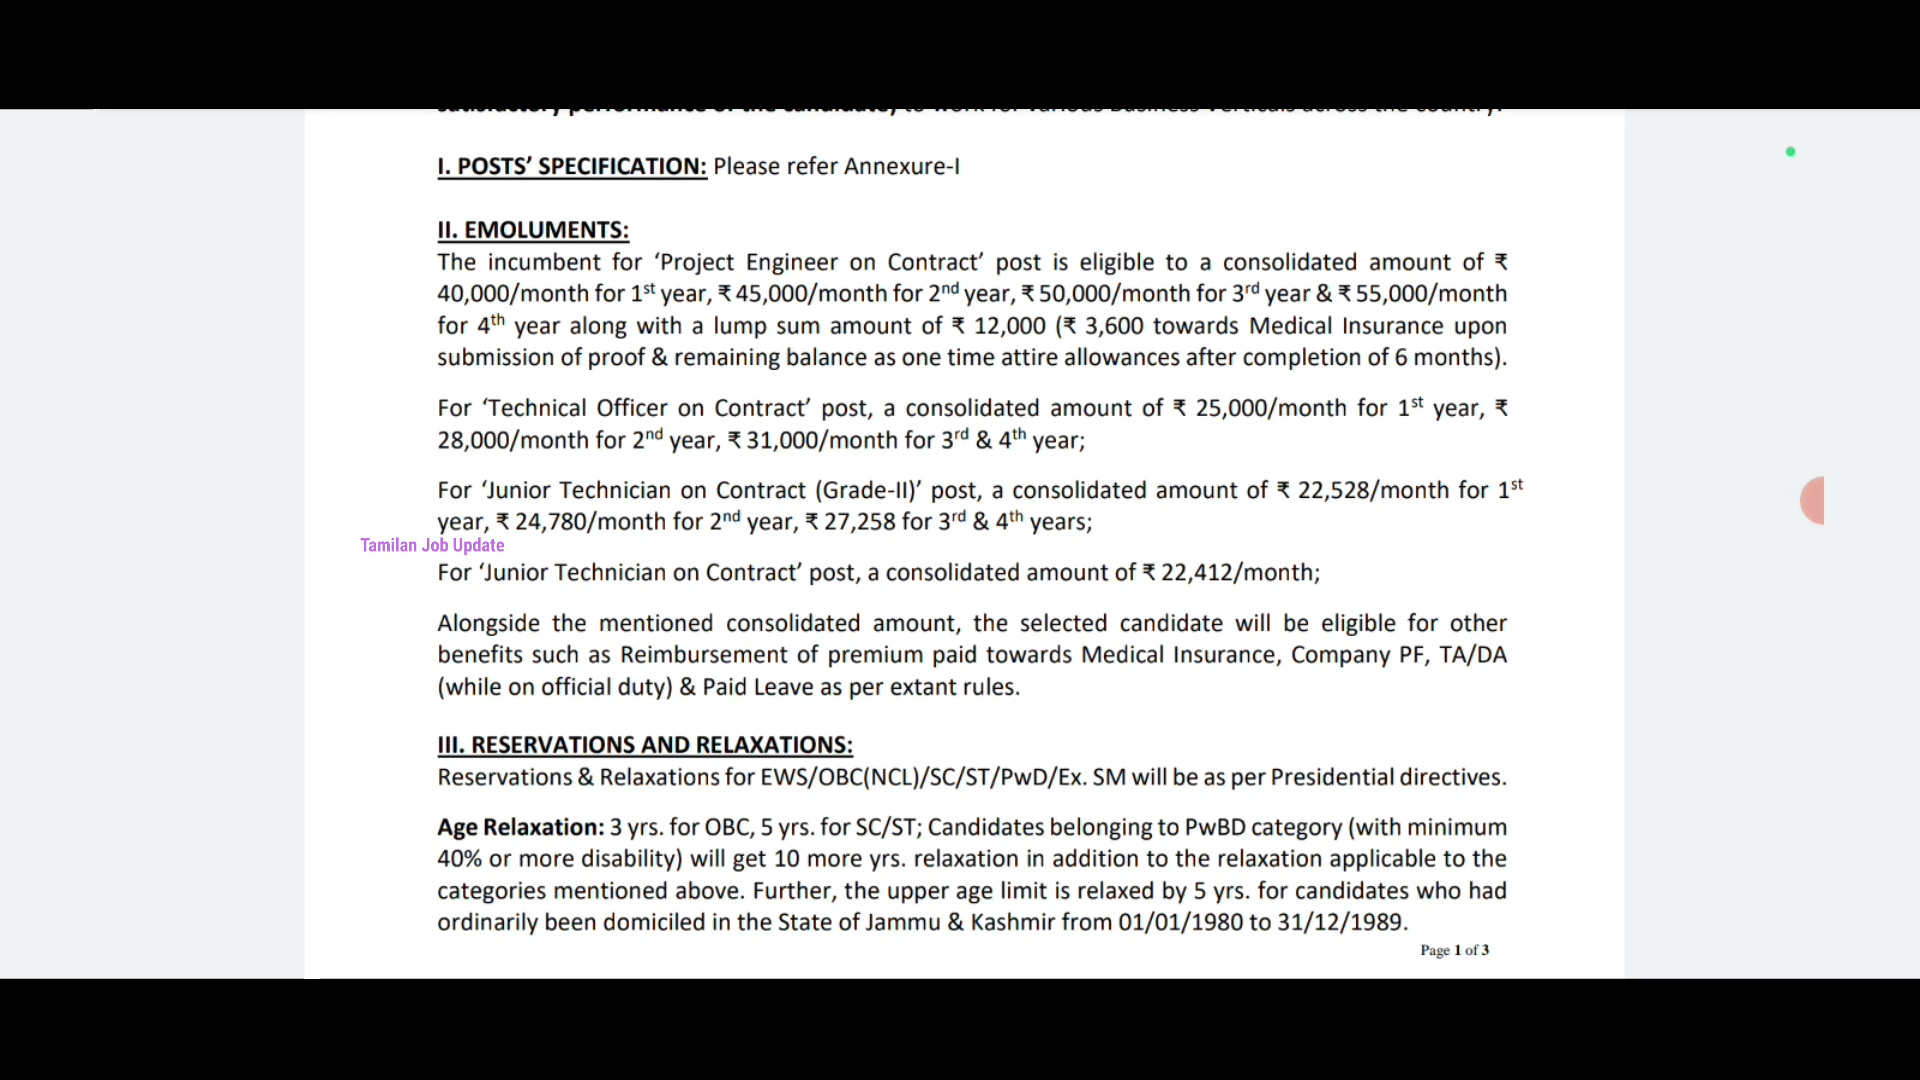 satisfactory performance of the candidate) to work for various Business Verticals across the country.
I. POSTS’ SPECIFICATION: Please refer Annexure-I
II. EMOLUMENTS:
The incumbent for ‘Project Engineer on Contract’ post is eligible to a consolidated amount of ₹
40,000/month for 1st year, ₹ 45,000/month for 2nd year, ₹ 50,000/month for 3rd year & ₹ 55,000/month
for 4th year along with a lump sum amount of ₹ 12,000 (₹ 3,600 towards Medical Insurance upon
submission of proof & remaining balance as one time attire allowances after completion of 6 months).
For ‘Technical Officer on Contract’ post, a consolidated amount of ₹ 25,000/month for 1st year, ₹
28,000/month for 2nd year, ₹ 31,000/month for 3rd & 4th year;
For ‘Junior Technician on Contract (Grade-II)’ post, a consolidated amount of ₹ 22,528/month for 1st
year, ₹ 24,780/month for 2nd year, ₹ 27,258 for 3rd & 4th years;
Tamilan Job Update
For ‘Junior Technician on Contract’ post, a consolidated amount of ₹ 22,412/month;
Alongside the mentioned consolidated amount, the selected candidate will be eligible for other
benefits such as Reimbursement of premium paid towards Medical Insurance, Company PF, TA/DA
(while on official duty) & Paid Leave as per extant rules.
III. RESERVATIONS AND RELAXATIONS:
Reservations & Relaxations for EWS/OBC(NCL)/SC/ST/PwD/Ex. SM will be as per Presidential directives.
Age Relaxation: 3 yrs. for OBC, 5 yrs. for SC/ST; Candidates belonging to PwBD category (with minimum
40% or more disability) will get 10 more yrs. relaxation in addition to the relaxation applicable to the
categories mentioned above. Further, the upper age limit is relaxed by 5 yrs. for candidates who had
ordinarily been domiciled in the State of Jammu & Kashmir from 01/01/1980 to 31/12/1989.
Page 1 of 3